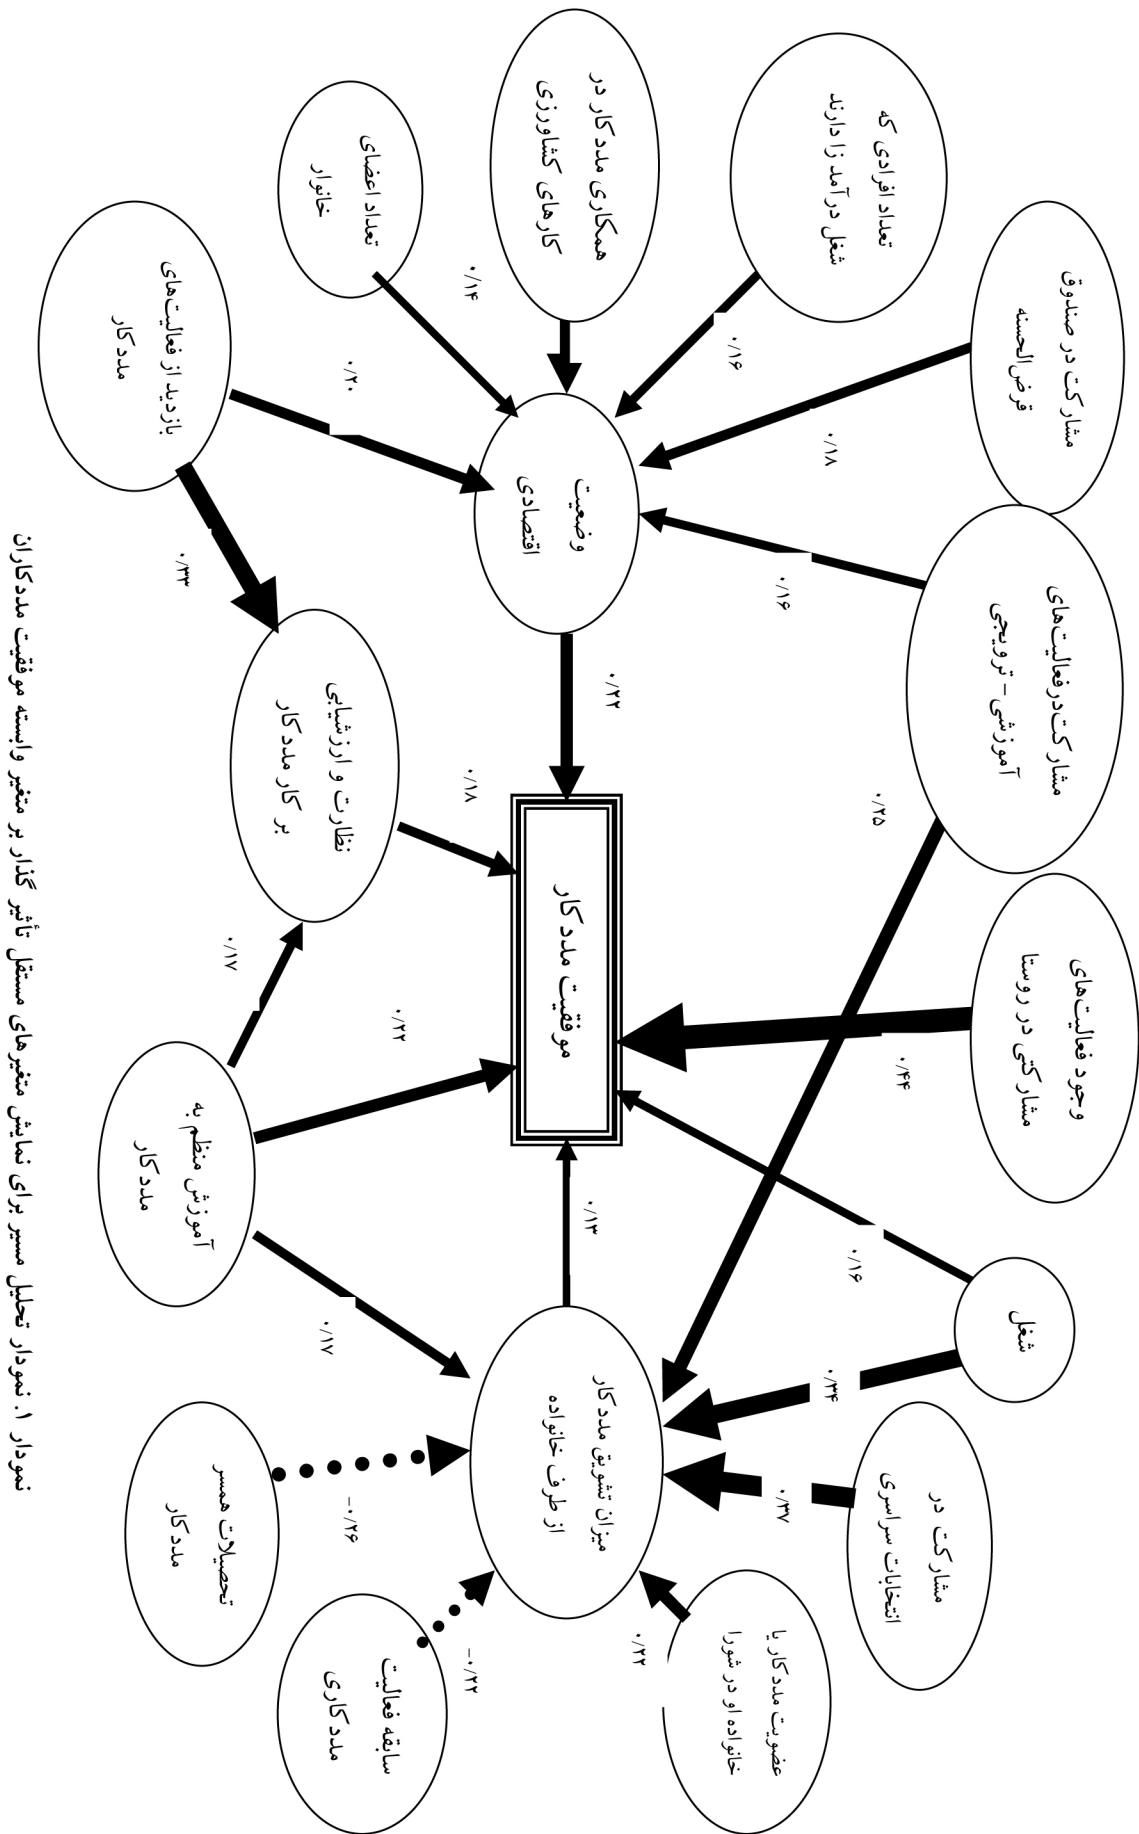 مشارکت در صندوق
قرض‌الحسنه
تعداد افرادی که
شغل درآمد زا دارند
همکاری مددکار در
کارهای کشاورزی
تعداد اعضای
خانوار
بازدید از فعالیت‌های
مددکار
۰/۱۸
۰/۱۶
۰/۱۴
۰/۲۰
۰/۳۳
مشارکت‌درفعالیت‌های
آموزشی - ترویجی
۰/۱۶
وضعیت
اقتصادی
نظارت و ارزشیابی
بر کار مددکار
۰/۲۵
۰/۲۲
۰/۱۸
۰/۱۷
وجود فعالیت‌های
مشارکتی در روستا
۰/۴۴
موفقیت مددکار
۰/۲۲
آموزش منظم به
مددکار
شغل
۰/۱۶
۰/۳۴
۰/۱۳
۰/۱۷
میزان تشویق مددکار
از طرف خانواده
مشارکت در
انتخابات سراسری
۰/۳۷
عضویت مددکار یا
خانواده او در شورا
۰/۲۲
سابقه فعالیت
مددکاری
-۰/۲۲
تحصیلات همسر
مددکار
-۰/۲۶
نمودار ۱. نمودار تحلیل مسیر برای نمایش متغیرهای مستقل تأثیر گذار بر متغیر وابسته موفقیت مددکاران